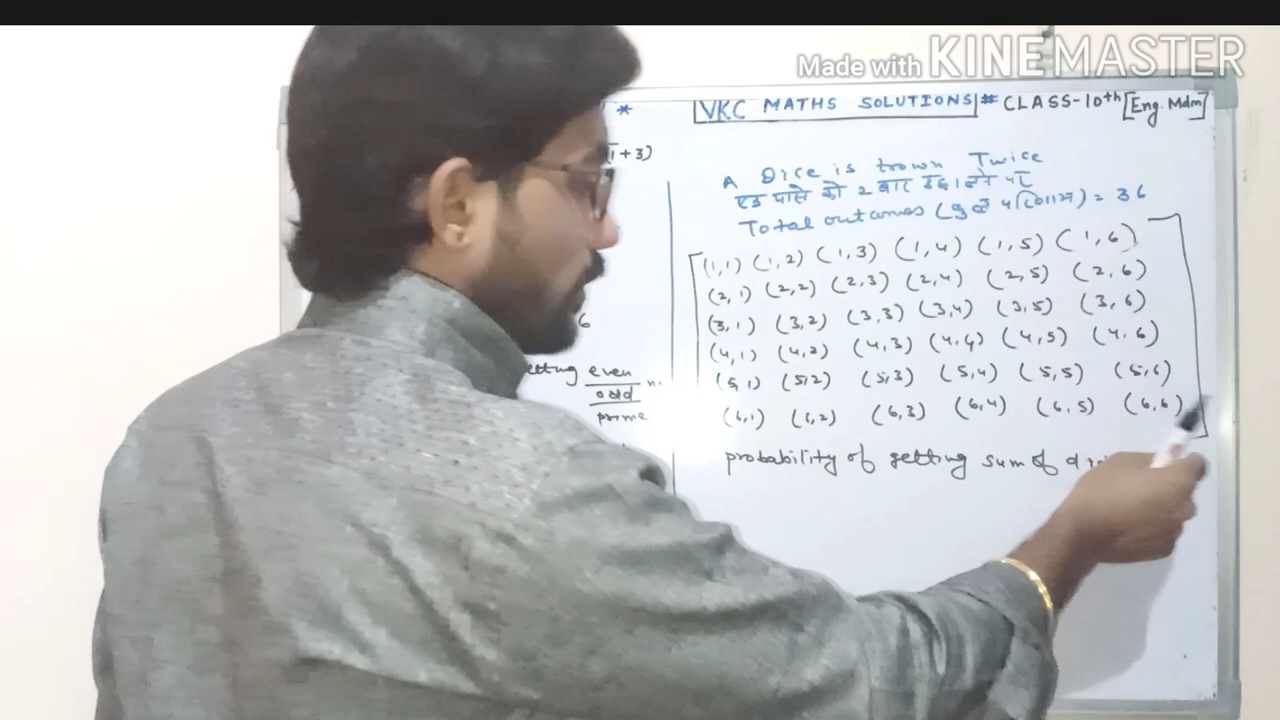 Made with KINEMASTER
* VKC MATHS SOLUTIONS # CLASS-10th [Eng. Mdm]
+3)
A Dice is trown Twice
एक पासे को 2 बार उछालने पर
Total outcomes (कुल परिणाम) = 36
(1,1) (1,2) (1,3) (1,4) (1,5) (1,6)
(2,1) (2,2) (2,3) (2,4) (2,5) (2,6)
(3,1) (3,2) (3,3) (3,4) (3,5) (3,6)
(4,1) (4,2) (4,3) (4,4) (4,5) (4,6)
(5,1) (5,2) (5,3) (5,4) (5,5) (5,6)
(6,1) (6,2) (6,3) (6,4) (6,5) (6,6)
6
etting even
odd
prime
probability of getting sum of